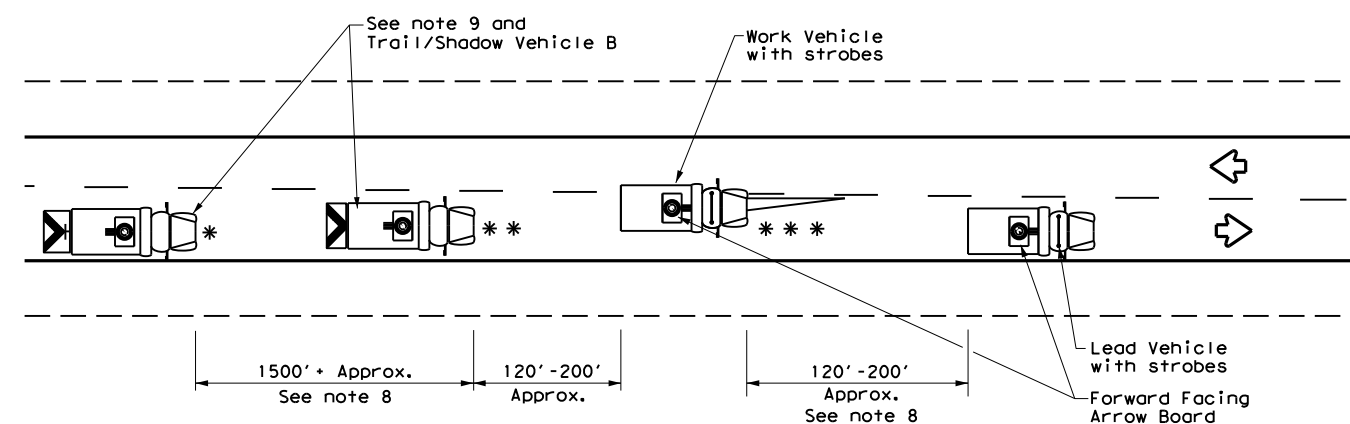 See note 9 and
Trail/Shadow Vehicle B
Work Vehicle
with strobes
*
* *
* * *
1500'+ Approx.
See note 8
120'-200'
Approx.
120'-200'
Approx.
See note 8
Lead Vehicle
with strobes
Forward Facing
Arrow Board